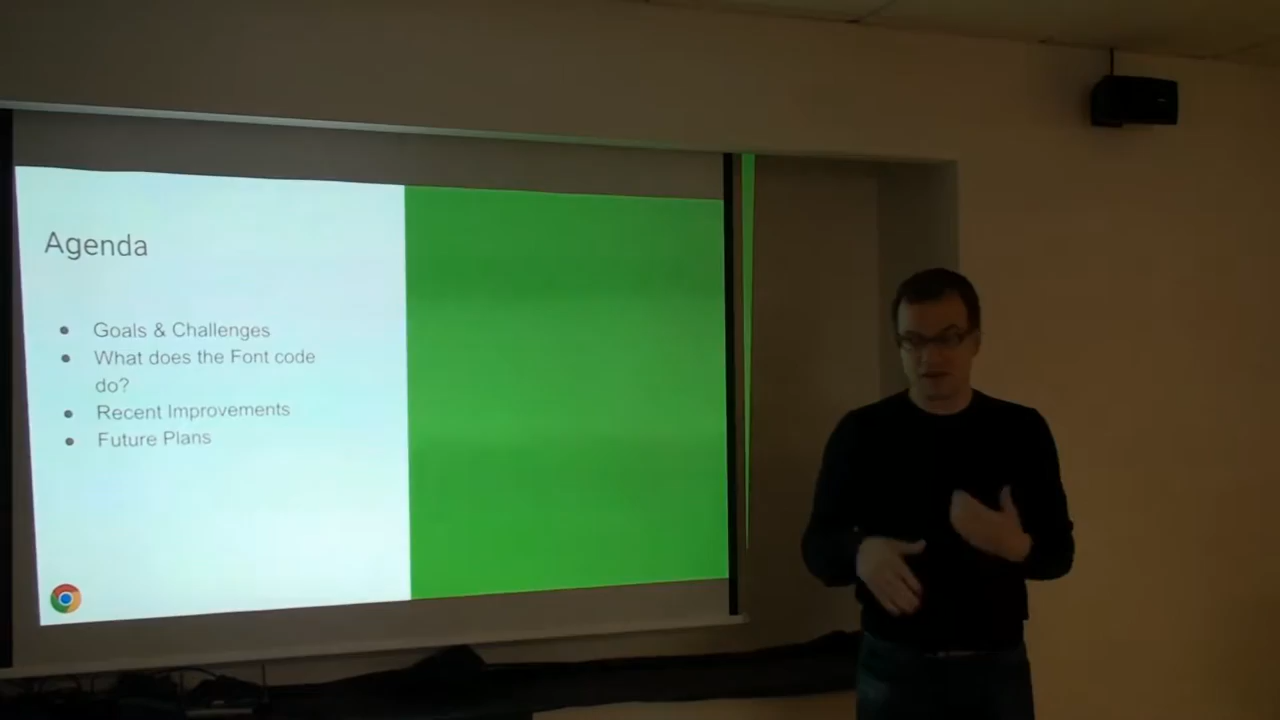 Agenda
● Goals & Challenges
● What does the Font code
do?
● Recent Improvements
● Future Plans